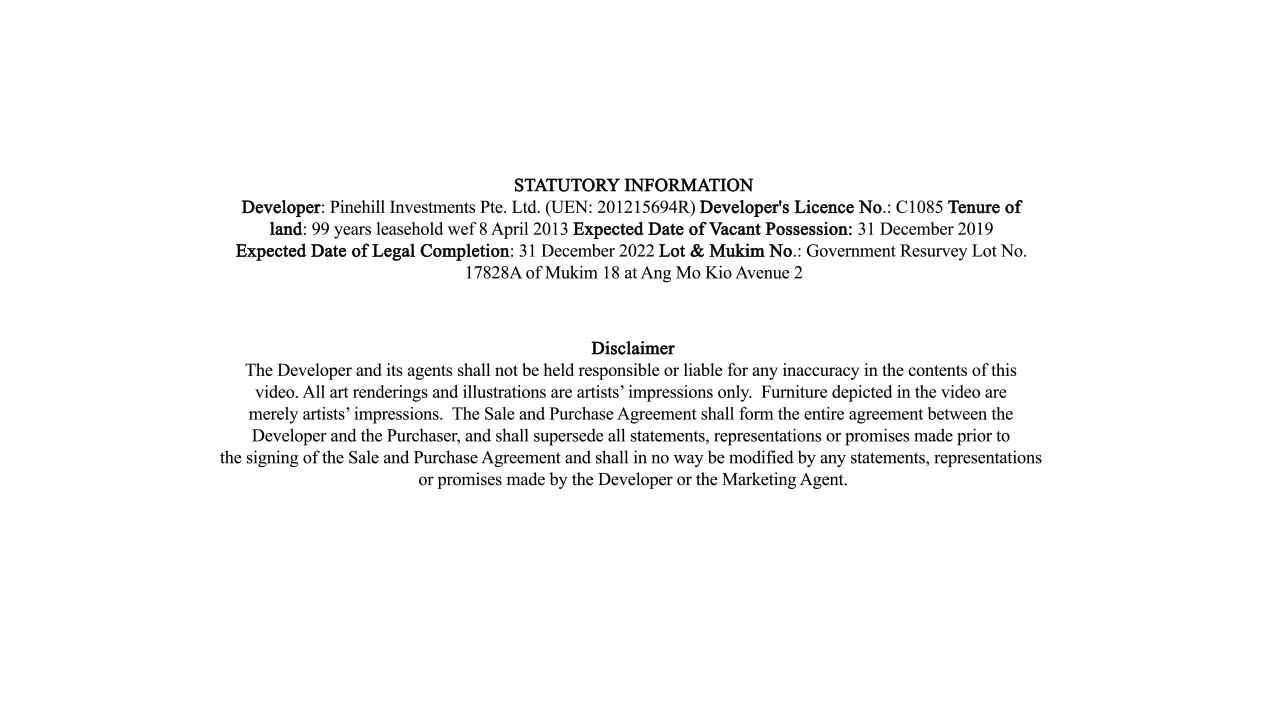 STATUTORY INFORMATION
Developer: Pinehill Investments Pte. Ltd. (UEN: 201215694R) Developer's Licence No.: C1085 Tenure of
land: 99 years leasehold wef 8 April 2013 Expected Date of Vacant Possession: 31 December 2019
Expected Date of Legal Completion: 31 December 2022 Lot & Mukim No.: Government Resurvey Lot No.
17828A of Mukim 18 at Ang Mo Kio Avenue 2
Disclaimer
The Developer and its agents shall not be held responsible or liable for any inaccuracy in the contents of this
video. All art renderings and illustrations are artists’ impressions only.  Furniture depicted in the video are
merely artists’ impressions.  The Sale and Purchase Agreement shall form the entire agreement between the
Developer and the Purchaser, and shall supersede all statements, representations or promises made prior to
the signing of the Sale and Purchase Agreement and shall in no way be modified by any statements, representations
or promises made by the Developer or the Marketing Agent.